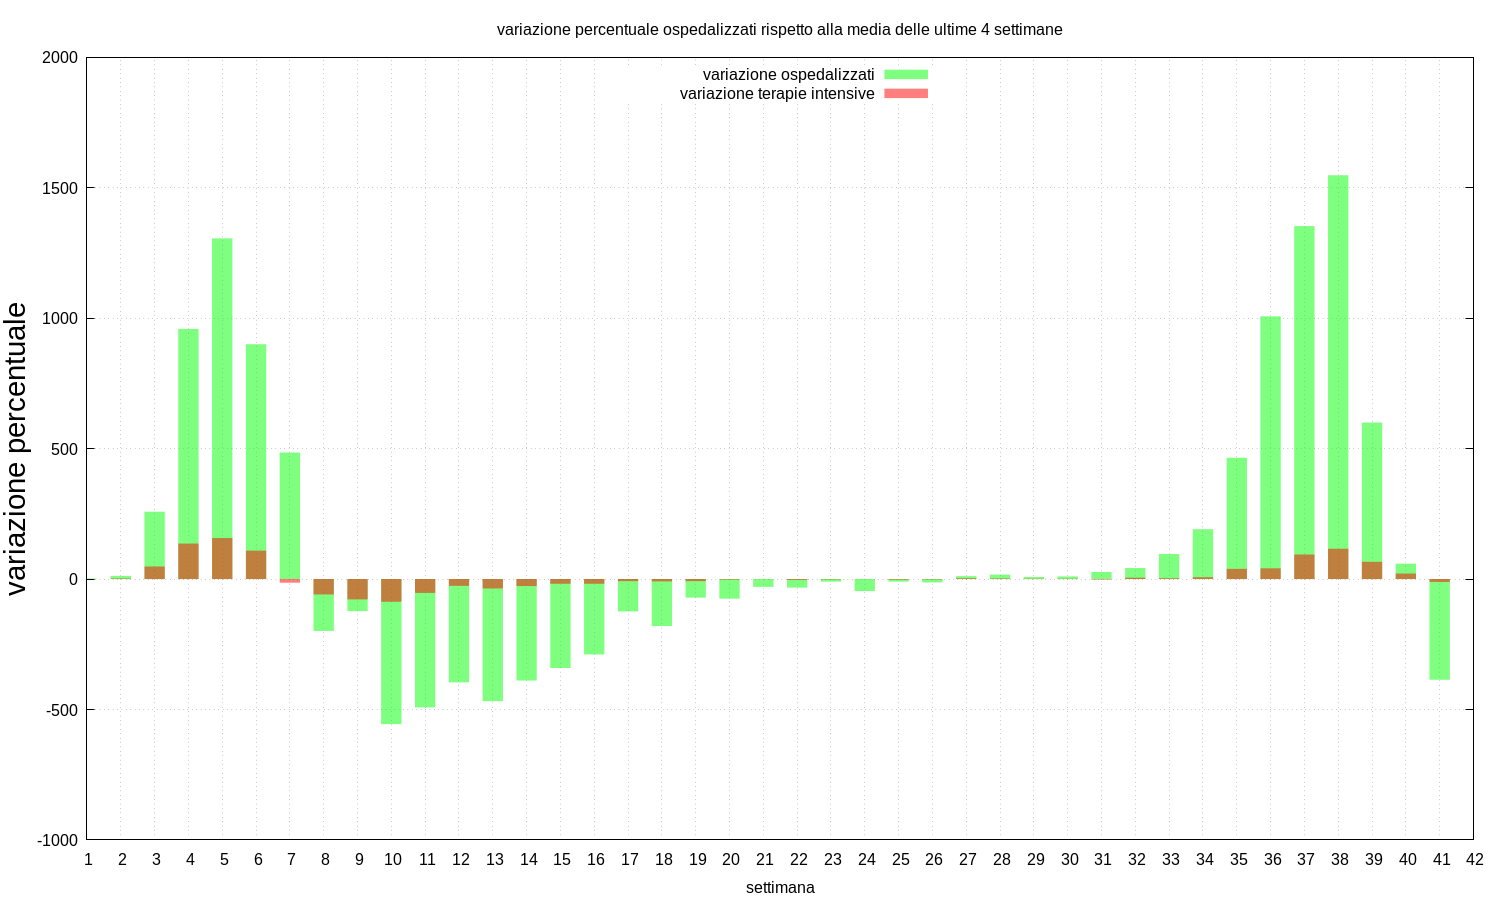 variazione percentuale ospedalizzati rispetto alla media delle ultime 4 settimane
variazione ospedalizzati
variazione terapie intensive
variazione percentuale
2000
1500
1000
500
0
-500
-1000
1 2 3 4 5 6 7 8 9 10 11 12 13 14 15 16 17 18 19 20 21 22 23 24 25 26 27 28 29 30 31 32 33 34 35 36 37 38 39 40 41 42
settimana